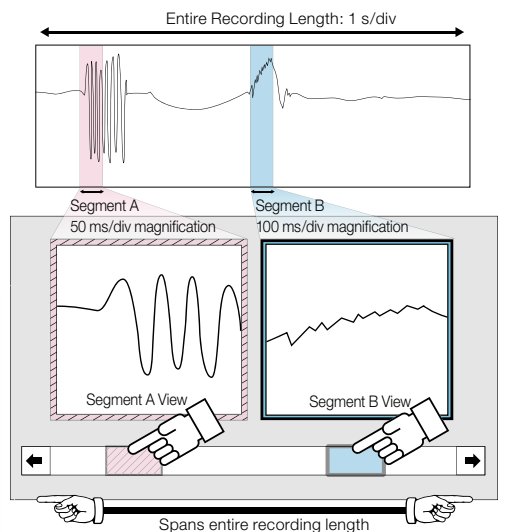 Entire Recording Length: 1 s/div
Segment A
50 ms/div magnification
Segment B
100 ms/div magnification
Segment A View
Segment B View
Spans entire recording length